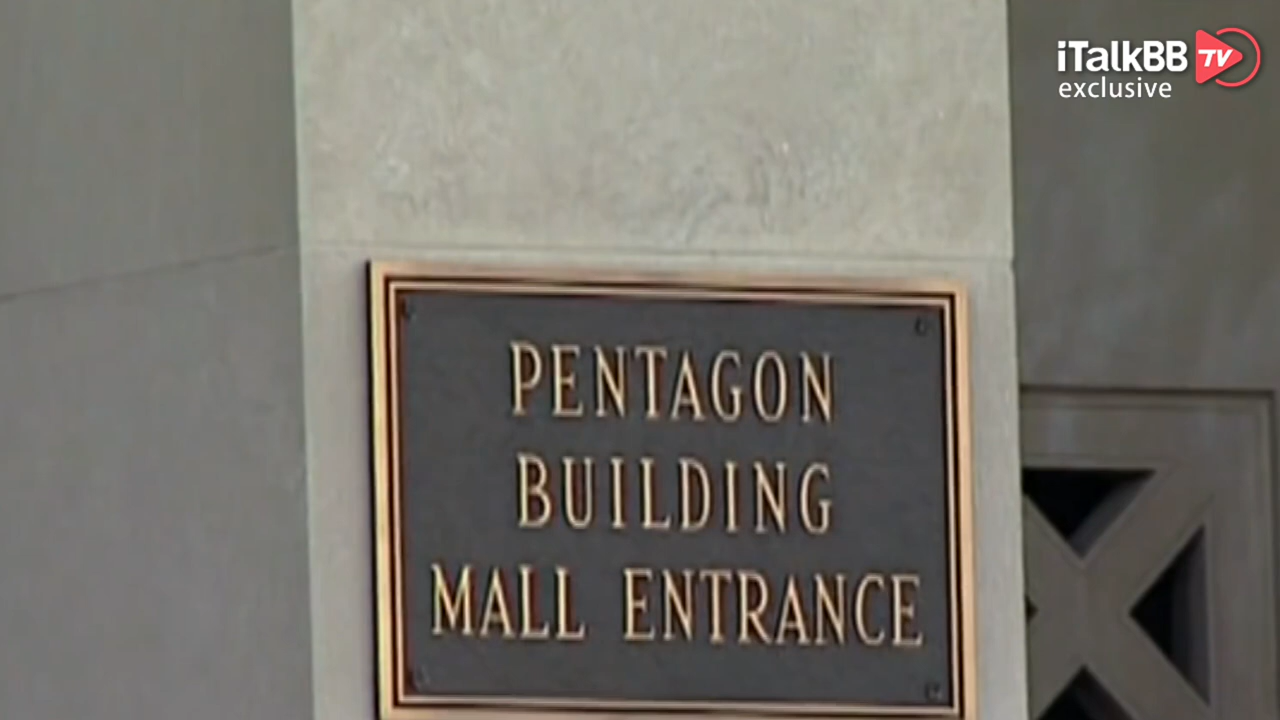 iTalkBB TV
exclusive
PENTAGON
BUILDING
MALL ENTRANCE